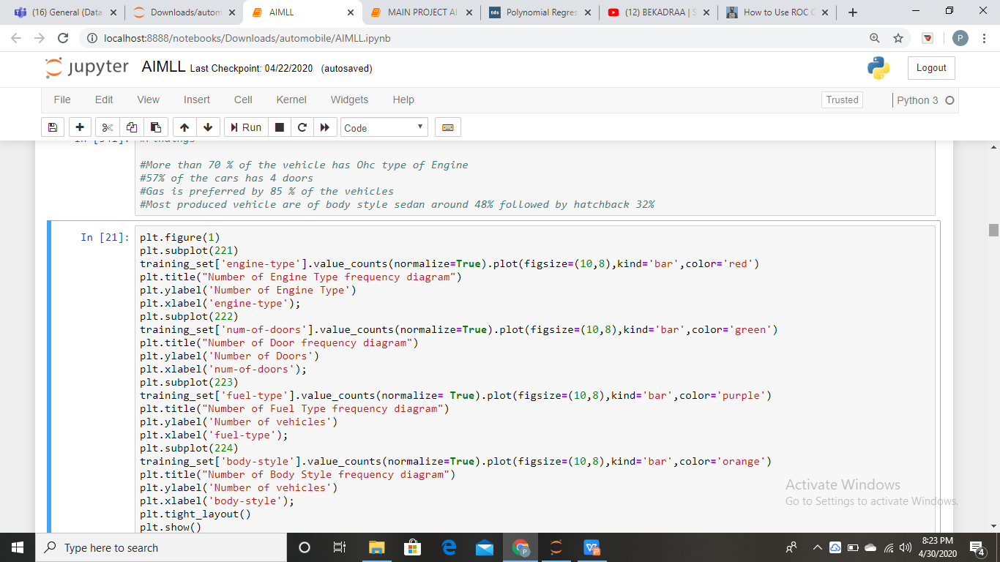 (16) General (Data
Downloads/autom
AIMLL
MAIN PROJECT AI
tds Polynomial Regres
(12) BEKADRAA | S
How to Use ROC C
localhost:8888/notebooks/Downloads/automobile/AIMLL.ipynb
P
jupyter AIMLL Last Checkpoint: 04/22/2020 (autosaved)
Logout
File Edit View Insert Cell Kernel Widgets Help
Trusted
Python 3
Run
Code
#More than 70 % of the vehicle has Ohc type of Engine
#57% of the cars has 4 doors
#Gas is preferred by 85 % of the vehicles
#Most produced vehicle are of body style sedan around 48% followed by hatchback 32%
In [21]:
plt.figure(1)
plt.subplot(221)
training_set['engine-type'].value_counts(normalize=True).plot(figsize=(10,8),kind='bar',color='red')
plt.title("Number of Engine Type frequency diagram")
plt.ylabel('Number of Engine Type')
plt.xlabel('engine-type');
plt.subplot(222)
training_set['num-of-doors'].value_counts(normalize=True).plot(figsize=(10,8),kind='bar',color='green')
plt.title("Number of Door frequency diagram")
plt.ylabel('Number of Doors')
plt.xlabel('num-of-doors');
plt.subplot(223)
training_set['fuel-type'].value_counts(normalize= True).plot(figsize=(10,8),kind='bar',color='purple')
plt.title("Number of Fuel Type frequency diagram")
plt.ylabel('Number of vehicles')
plt.xlabel('fuel-type');
plt.subplot(224)
training_set['body-style'].value_counts(normalize=True).plot(figsize=(10,8),kind='bar',color='orange')
plt.title("Number of Body Style frequency diagram")
plt.ylabel('Number of vehicles')
plt.xlabel('body-style');
plt.tight_layout()
plt.show()
Activate Windows
Go to Settings to activate Windows.
Type here to search
8:23 PM
4/30/2020
4